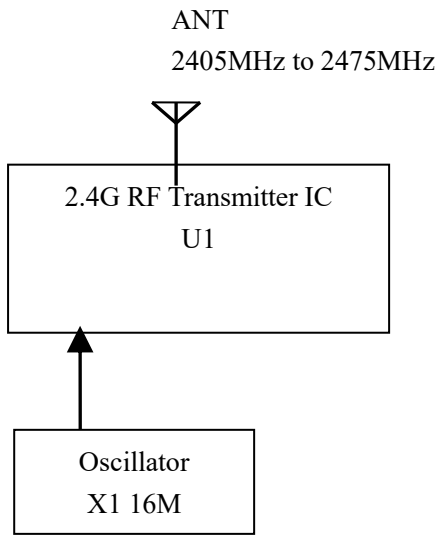 ANT
2405MHz to 2475MHz
2.4G RF Transmitter IC
U1
Oscillator
X1 16M